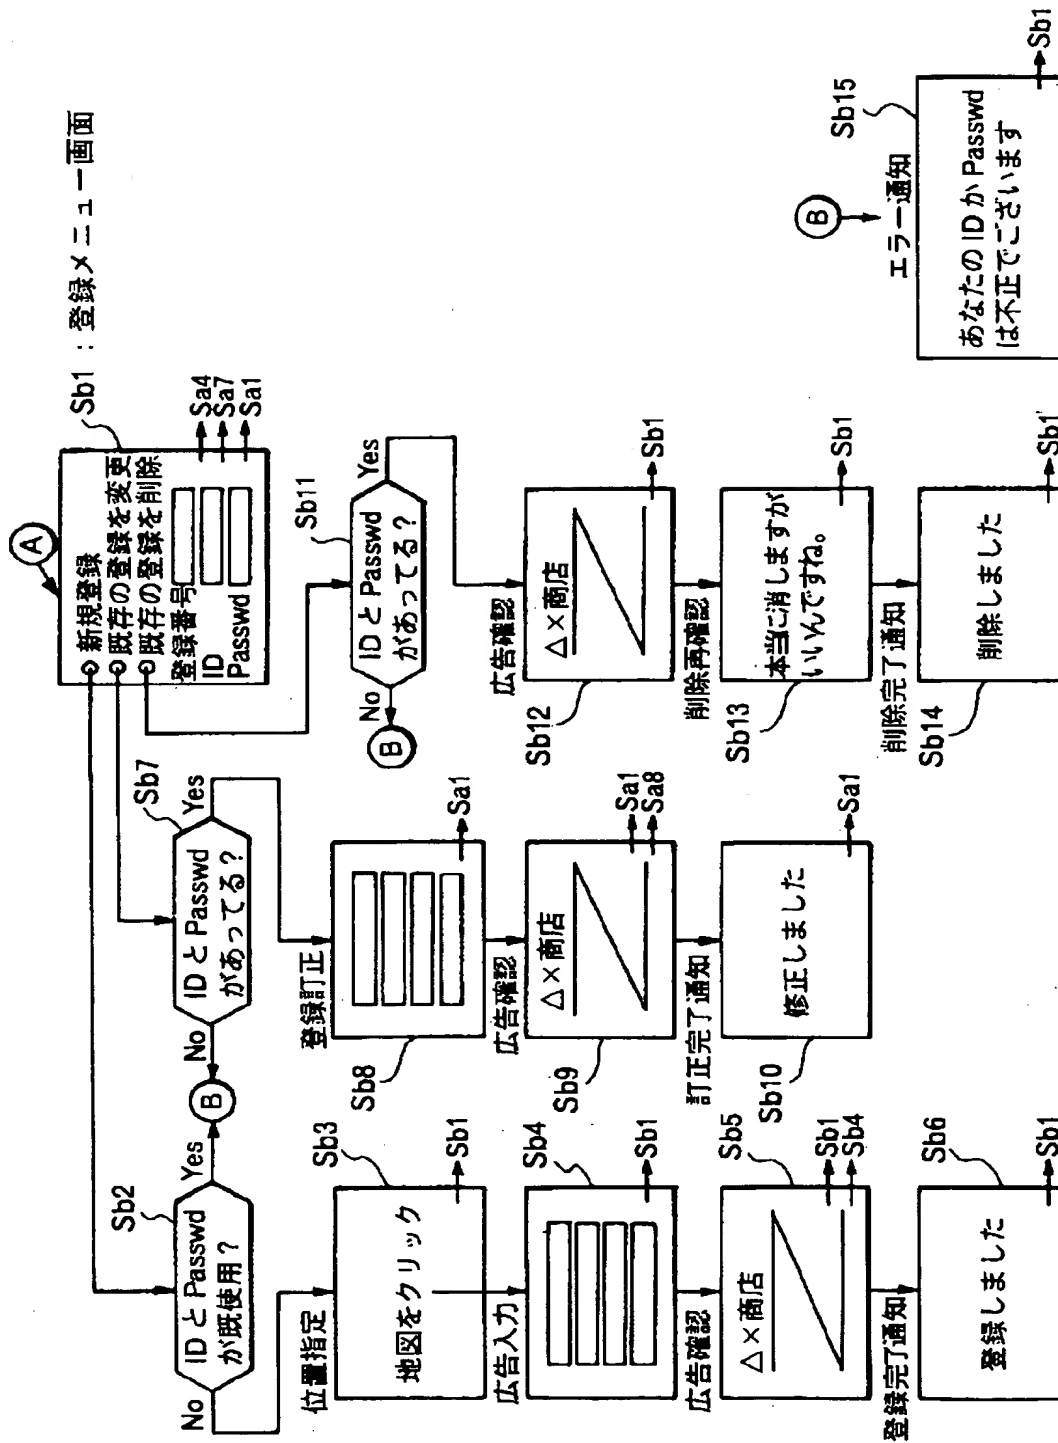 A
Sb1：登録メニュー画面
新規登録
既存の登録を変更
既存の登録を削除
登録番号
ID
Passwd
Sa4
Sa7
Sa1
Sb2
IDとPasswd
が既使用？
No
Yes
B
Sb7
IDとPasswd
があってる？
No
Yes
Sb11
IDとPasswd
があってる？
No
Yes
B
位置指定
Sb3
地図をクリック
Sb1
広告入力
Sb4
Sb1
広告確認
Sb5
△×商店
Sb1
Sb4
登録完了通知
Sb6
登録しました
Sb1
登録訂正
Sb8
Sa1
広告確認
Sb9
△×商店
Sa1
Sa8
訂正完了通知
Sb10
修正しました
Sa1
広告確認
Sb12
△×商店
Sb1
削除再確認
Sb13
本当に消しますが
いいんですね。
Sb1
削除完了通知
Sb14
削除しました
Sb1
B
エラー通知
Sb15
あなたのIDかPasswd
は不正でございます
Sb1